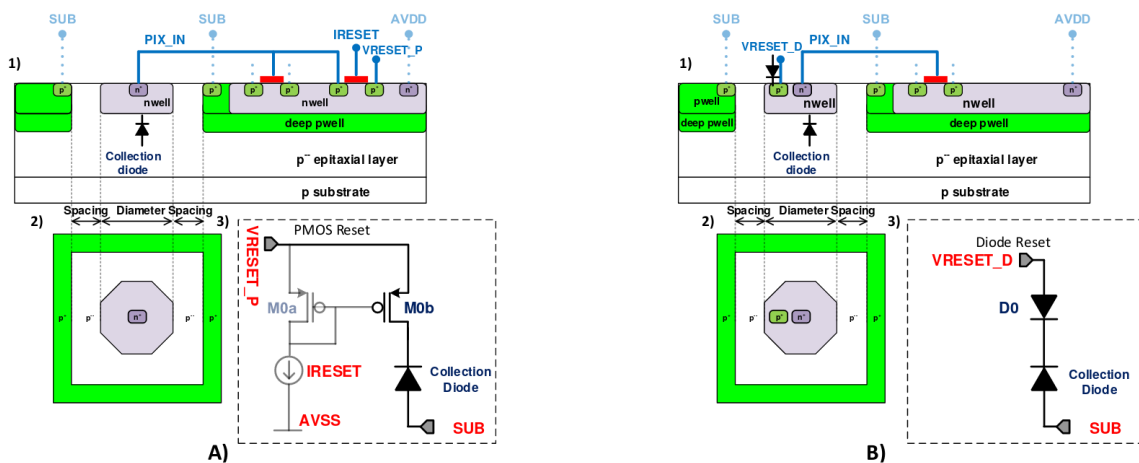 SUB
SUB
AVDD
PIX_IN
IRESET
VRESET_P
1)
p+
n+
p+
p+
p+
p+
p+
n+
nwell
nwell
deep pwell
Collection
diode
p-- epitaxial layer
p substrate
Spacing
Diameter
Spacing
2)
3)
p+
p--
n+
p--
p+
PMOS Reset
VRESET_P
M0a
M0b
IRESET
Collection
Diode
AVSS
SUB
A)
SUB
SUB
AVDD
VRESET_D
PIX_IN
1)
p+
p+
n+
p+
p+
p+
n+
pwell
nwell
nwell
deep pwell
deep pwell
Collection
diode
p-- epitaxial layer
p substrate
Spacing
Diameter
Spacing
2)
3)
p+
p--
p+
n+
p--
p+
Diode Reset
VRESET_D
D0
Collection
Diode
SUB
B)